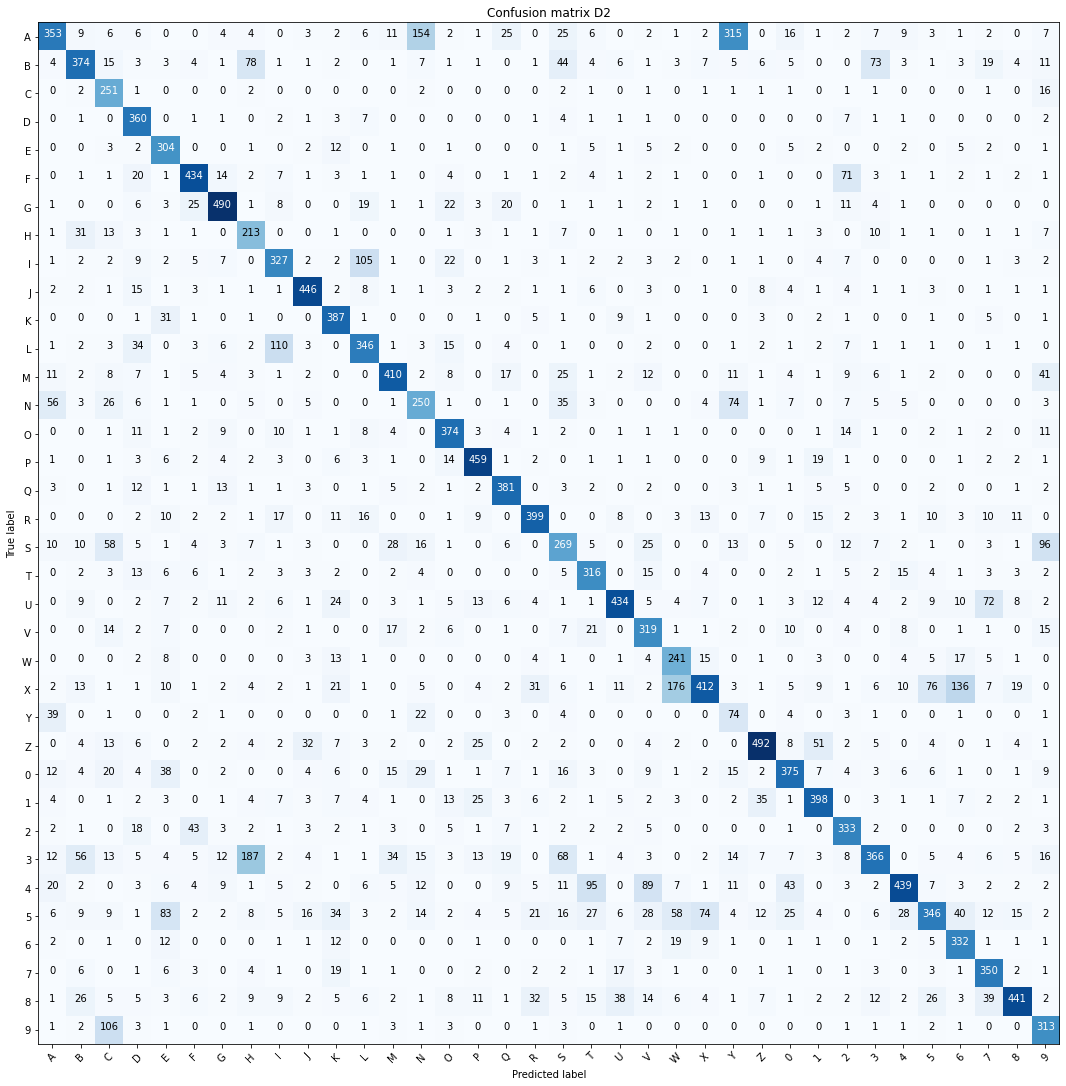 Confusion matrix D2
A 353 9 6 6 0 0 4 4 0 2 6 11 154 2 1 25 0 25 6 0 2 1 2 315 0 16 1 2 7 9 3 1 2 0 7
B 4 374 15 3 3 4 1 1 78 2 0 1 7 1 1 0 1 44 4 6 1 3 7 5 6 5 0 0 73 3 1 3 19 4 11
C 0 2 251 1 0 0 0 2 0 0 0 0 0 2 0 0 0 0 2 1 0 1 0 1 1 1 1 0 1 1 0 0 0 1 0 16
D 0 1 0 360 0 1 1 0 2 1 3 7 0 0 0 0 0 0 1 4 1 1 1 0 0 0 0 0 7 1 1 0 0 0 0 2
E 0 0 3 2 304 0 0 1 0 2 12 0 0 1 0 0 0 0 1 5 1 5 2 0 0 0 5 2 0 0 2 0 5 2 0 1
F 0 1 1 20 1 434 14 2 7 1 3 1 1 0 4 0 1 1 2 4 1 2 1 0 0 1 0 0 71 3 1 1 2 1 2 1
G 1 0 0 6 3 25 490 1 8 0 0 19 1 0 22 3 20 0 1 1 1 2 1 1 0 0 0 1 11 4 1 0 0 0 0 0
H 1 31 13 3 1 1 0 213 0 0 1 0 0 0 1 3 1 1 7 0 1 0 1 0 1 1 1 3 0 10 1 1 0 1 1 7
I 1 2 2 9 2 5 7 0 327 2 2 105 1 0 22 0 1 3 1 2 2 3 2 0 1 1 0 4 7 0 0 0 0 1 3 2
J 2 2 1 15 1 3 1 1 1 446 2 8 1 1 3 2 2 1 1 6 0 3 0 1 0 8 4 1 4 1 1 3 0 1 1 1
K 0 0 0 1 31 1 0 1 0 0 387 1 0 0 0 1 0 5 1 0 9 1 0 0 0 3 0 2 1 0 0 1 0 5 0 1
L 1 2 3 34 0 3 6 2 110 3 0 346 1 3 15 0 4 0 1 0 0 2 0 0 1 2 1 2 7 1 1 1 0 1 1 0
M 11 2 8 7 1 5 4 3 1 2 0 0 410 2 8 0 17 0 25 1 2 12 0 0 11 1 4 1 9 6 1 2 0 0 0 41
N 56 3 26 6 1 1 0 5 0 5 0 0 1 250 1 0 1 0 35 3 0 0 0 4 74 1 7 0 7 5 5 0 0 0 0 3
O 0 0 1 11 1 2 9 0 10 1 1 8 4 0 374 3 4 1 2 0 1 1 1 0 0 0 0 1 14 1 0 2 1 2 0 11
P 1 0 1 3 6 4 2 3 0 6 3 1 0 14 459 1 2 0 1 1 1 0 0 0 9 1 19 1 0 0 0 1 2 2 1
Q 3 0 1 12 1 1 13 1 1 3 0 1 5 2 1 2 381 0 3 2 0 2 0 0 3 1 1 5 5 0 0 2 0 0 1 2
R 0 0 0 2 10 2 2 1 17 0 11 16 0 0 1 9 0 399 0 0 8 0 3 13 0 7 0 15 2 3 1 10 3 10 11 0
S 10 10 58 5 1 4 3 7 1 3 0 0 28 16 1 0 6 0 269 5 0 25 0 0 13 0 5 0 12 7 2 1 0 3 1 96
T 0 2 3 13 6 6 1 2 3 3 2 0 2 4 0 0 0 0 5 316 0 15 0 4 0 0 2 1 5 2 15 4 1 3 3 2
U 0 9 0 2 7 2 11 2 6 1 24 0 3 1 5 13 6 4 1 1 434 5 4 7 0 1 3 12 4 4 2 9 10 72 8 2
V 0 0 14 2 7 0 0 0 2 1 0 0 17 2 6 0 1 0 7 21 0 319 1 1 2 0 10 0 4 0 8 0 1 1 0 15
W 0 0 0 2 8 0 0 0 0 3 13 1 0 0 0 0 0 4 1 0 1 4 241 15 0 1 0 3 0 0 4 5 17 5 1 0
X 2 13 1 1 10 1 2 4 2 1 21 1 0 5 0 4 2 31 6 1 11 2 176 412 3 1 5 9 1 6 10 76 136 7 19 0
Y 39 0 1 0 0 2 1 0 0 0 0 0 1 22 0 0 3 0 4 0 0 0 0 0 74 0 4 0 3 1 0 0 1 0 0 1
Z 0 4 13 6 0 2 2 4 2 32 7 3 2 0 2 25 0 2 2 0 0 4 2 0 0 492 8 51 2 5 0 4 0 1 4 1
0 12 4 20 4 38 0 2 0 0 4 6 0 15 29 1 1 7 1 16 3 0 9 1 2 15 2 375 7 4 3 6 6 1 0 1 9
1 4 0 1 2 3 0 1 4 7 3 7 4 1 0 13 25 3 6 2 1 5 2 3 0 2 35 1 398 0 3 1 1 7 2 2 1
2 2 1 0 18 0 43 3 2 1 3 2 1 3 0 5 1 7 1 2 2 2 5 0 0 0 0 1 0 333 2 0 0 0 0 2 3
3 12 56 13 5 4 5 12 187 2 4 1 1 34 15 3 13 19 0 68 1 4 3 0 2 14 7 7 3 8 366 0 5 4 6 5 16
4 20 2 0 3 6 4 9 1 5 2 0 6 5 12 0 0 9 5 11 95 0 89 7 1 11 0 43 0 3 2 439 7 3 2 2 2
5 6 9 9 1 83 2 2 8 5 16 34 3 2 14 2 4 5 21 16 27 6 28 58 74 4 12 25 4 0 6 28 346 40 12 15 2
6 2 0 1 0 12 0 0 0 1 1 12 0 0 0 0 1 0 0 0 1 7 2 19 9 1 0 1 1 0 1 2 5 332 1 1 1
7 0 6 0 1 6 3 0 4 1 0 19 1 1 0 0 2 0 2 2 1 17 3 1 0 0 1 1 0 1 3 0 3 1 350 2 1
8 1 26 5 5 3 6 2 9 9 2 5 6 2 1 8 11 1 32 5 15 38 14 6 4 1 7 1 2 2 12 2 26 3 39 441 2
9 1 2 106 3 1 0 0 1 0 0 0 1 3 1 3 0 0 1 3 0 1 1 0 0 0 0 0 0 1 1 1 2 1 0 0 313
A B C D E F G H I J K L M N O P Q R S T U V W X Y Z 0 1 2 3 4 5 6 7 8 9
True label
Predicted label